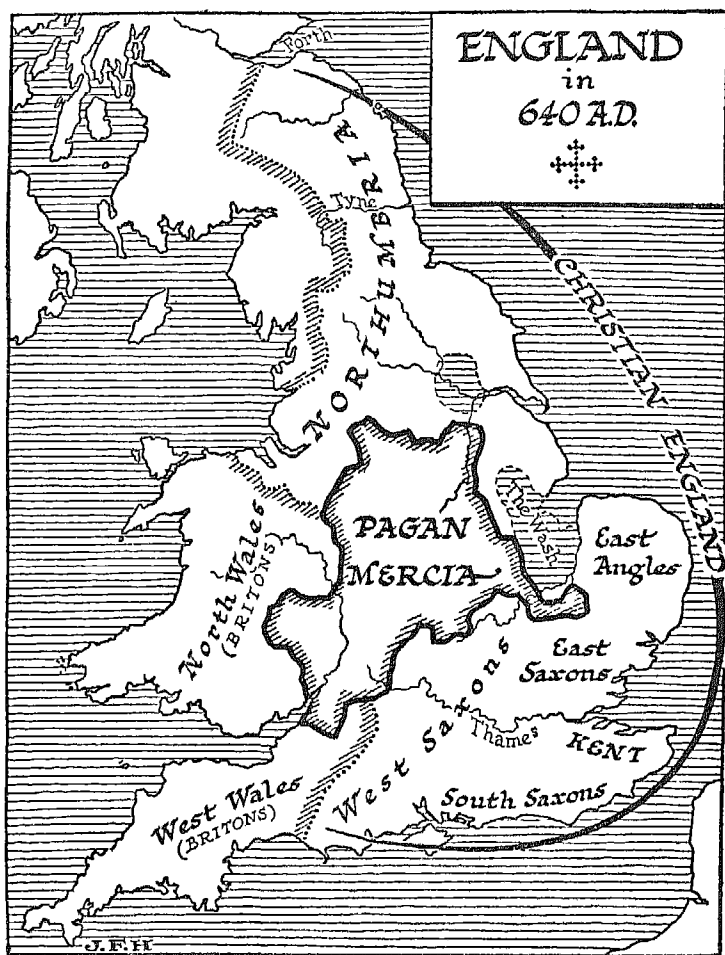 ENGLAND
in
640 A.D.
Forth
Tyne
NORTHUMBRIA
CHRISTIAN ENGLAND
PAGAN
MERCIA
The Wash
East
Angles
North Wales
(BRITONS)
East
Saxons
West Saxons
Thames
KENT
South Saxons
West Wales
(BRITONS)
J.F.H